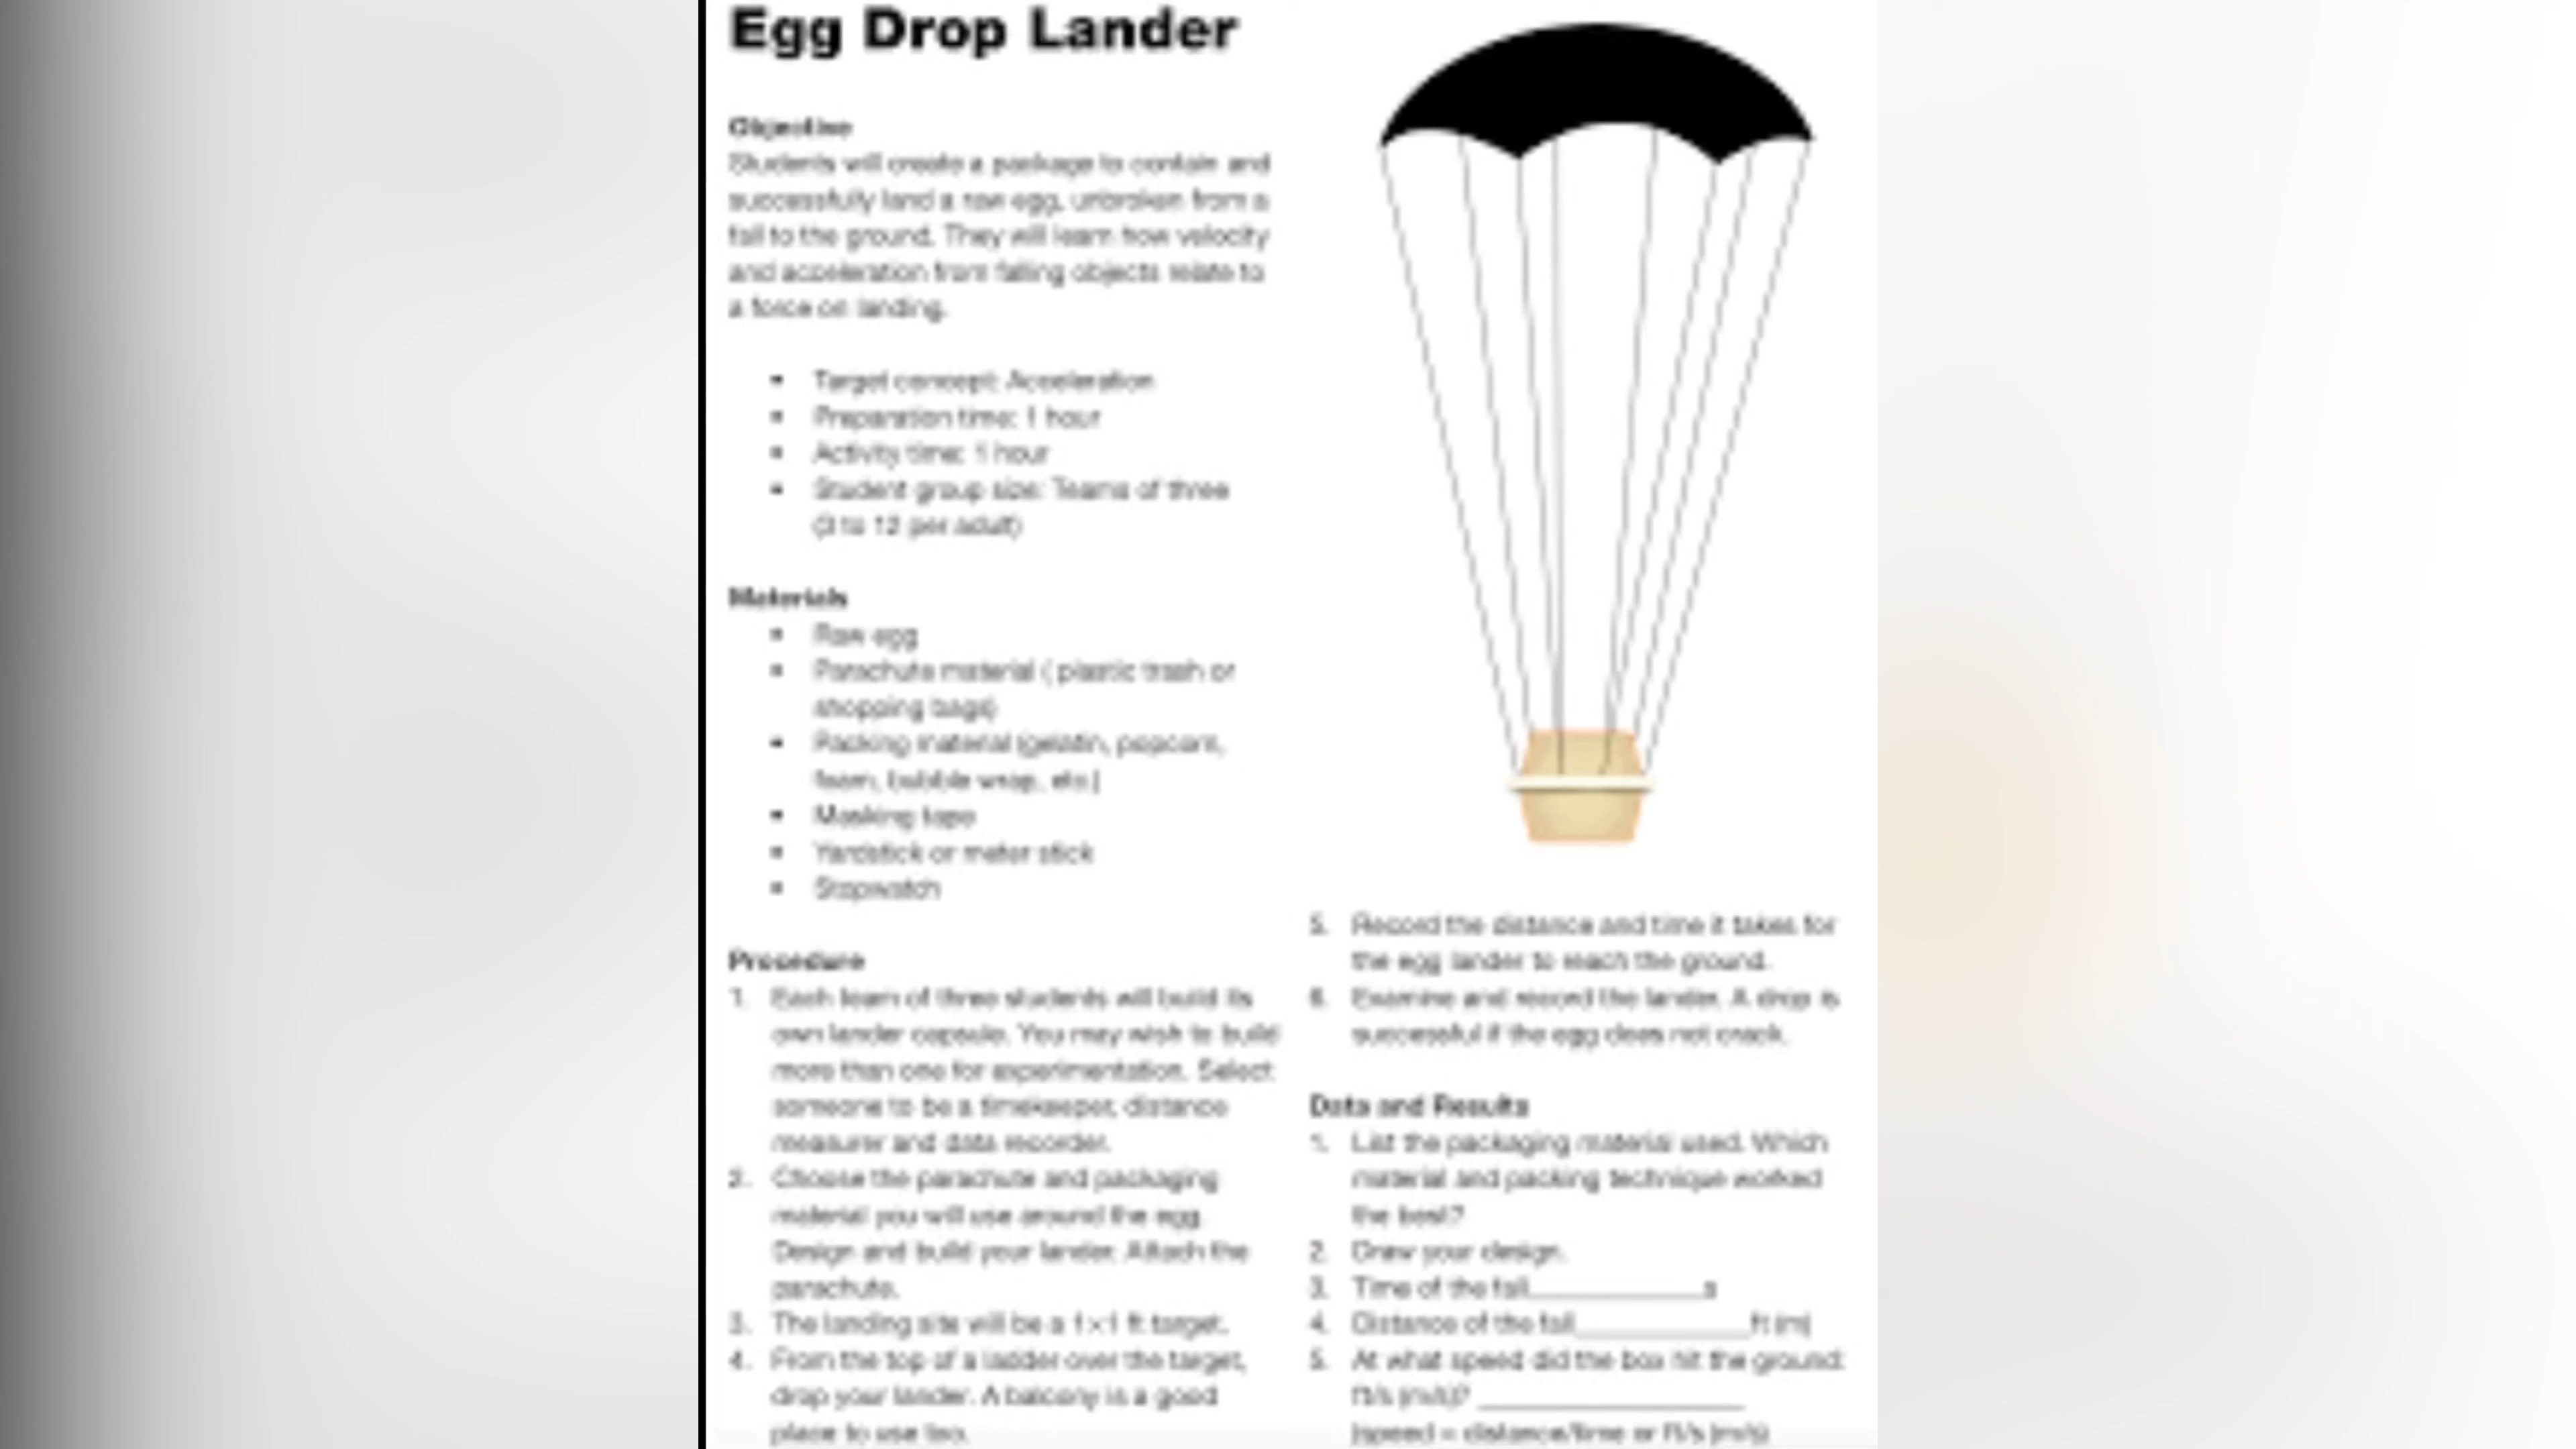 Egg Drop Lander
Objective
Students will create a package to contain and
successfully land a raw egg, unbroken from a
fall to the ground. They will learn how velocity
and acceleration from falling objects relate to
a force on landing.
Target concept: Acceleration
Preparation time: 1 hour
Activity time: 1 hour
Student group size: Teams of three
(3 to 12 per adult)
Materials
Raw egg
Parachute material ( plastic trash or
shopping bags)
Packing material (gelatin, popcorn,
foam, bubble wrap, etc.)
Masking tape
Yardstick or meter stick
Stopwatch
Procedure
1. Each team of three students will build its
own lander capsule. You may wish to build
more than one for experimentation. Select
someone to be a timekeeper, distance
measurer and data recorder.
2. Choose the parachute and packaging
material you will use around the egg.
Design and build your lander. Attach the
parachute.
3. The landing site will be a 1×1 ft target.
4. From the top of a ladder over the target,
drop your lander. A balcony is a good
place to use too.
5. Record the distance and time it takes for
the egg lander to reach the ground.
6. Examine and record the lander. A drop is
successful if the egg does not crack.
Data and Results
1. List the packaging material used. Which
material and packing technique worked
the best?
2. Draw your design.
3. Time of the fall______________s
4. Distance of the fall______________ft (m)
5. At what speed did the box hit the ground:
ft/s (m/s)? ______________________
(speed = distance/time or ft/s (m/s)